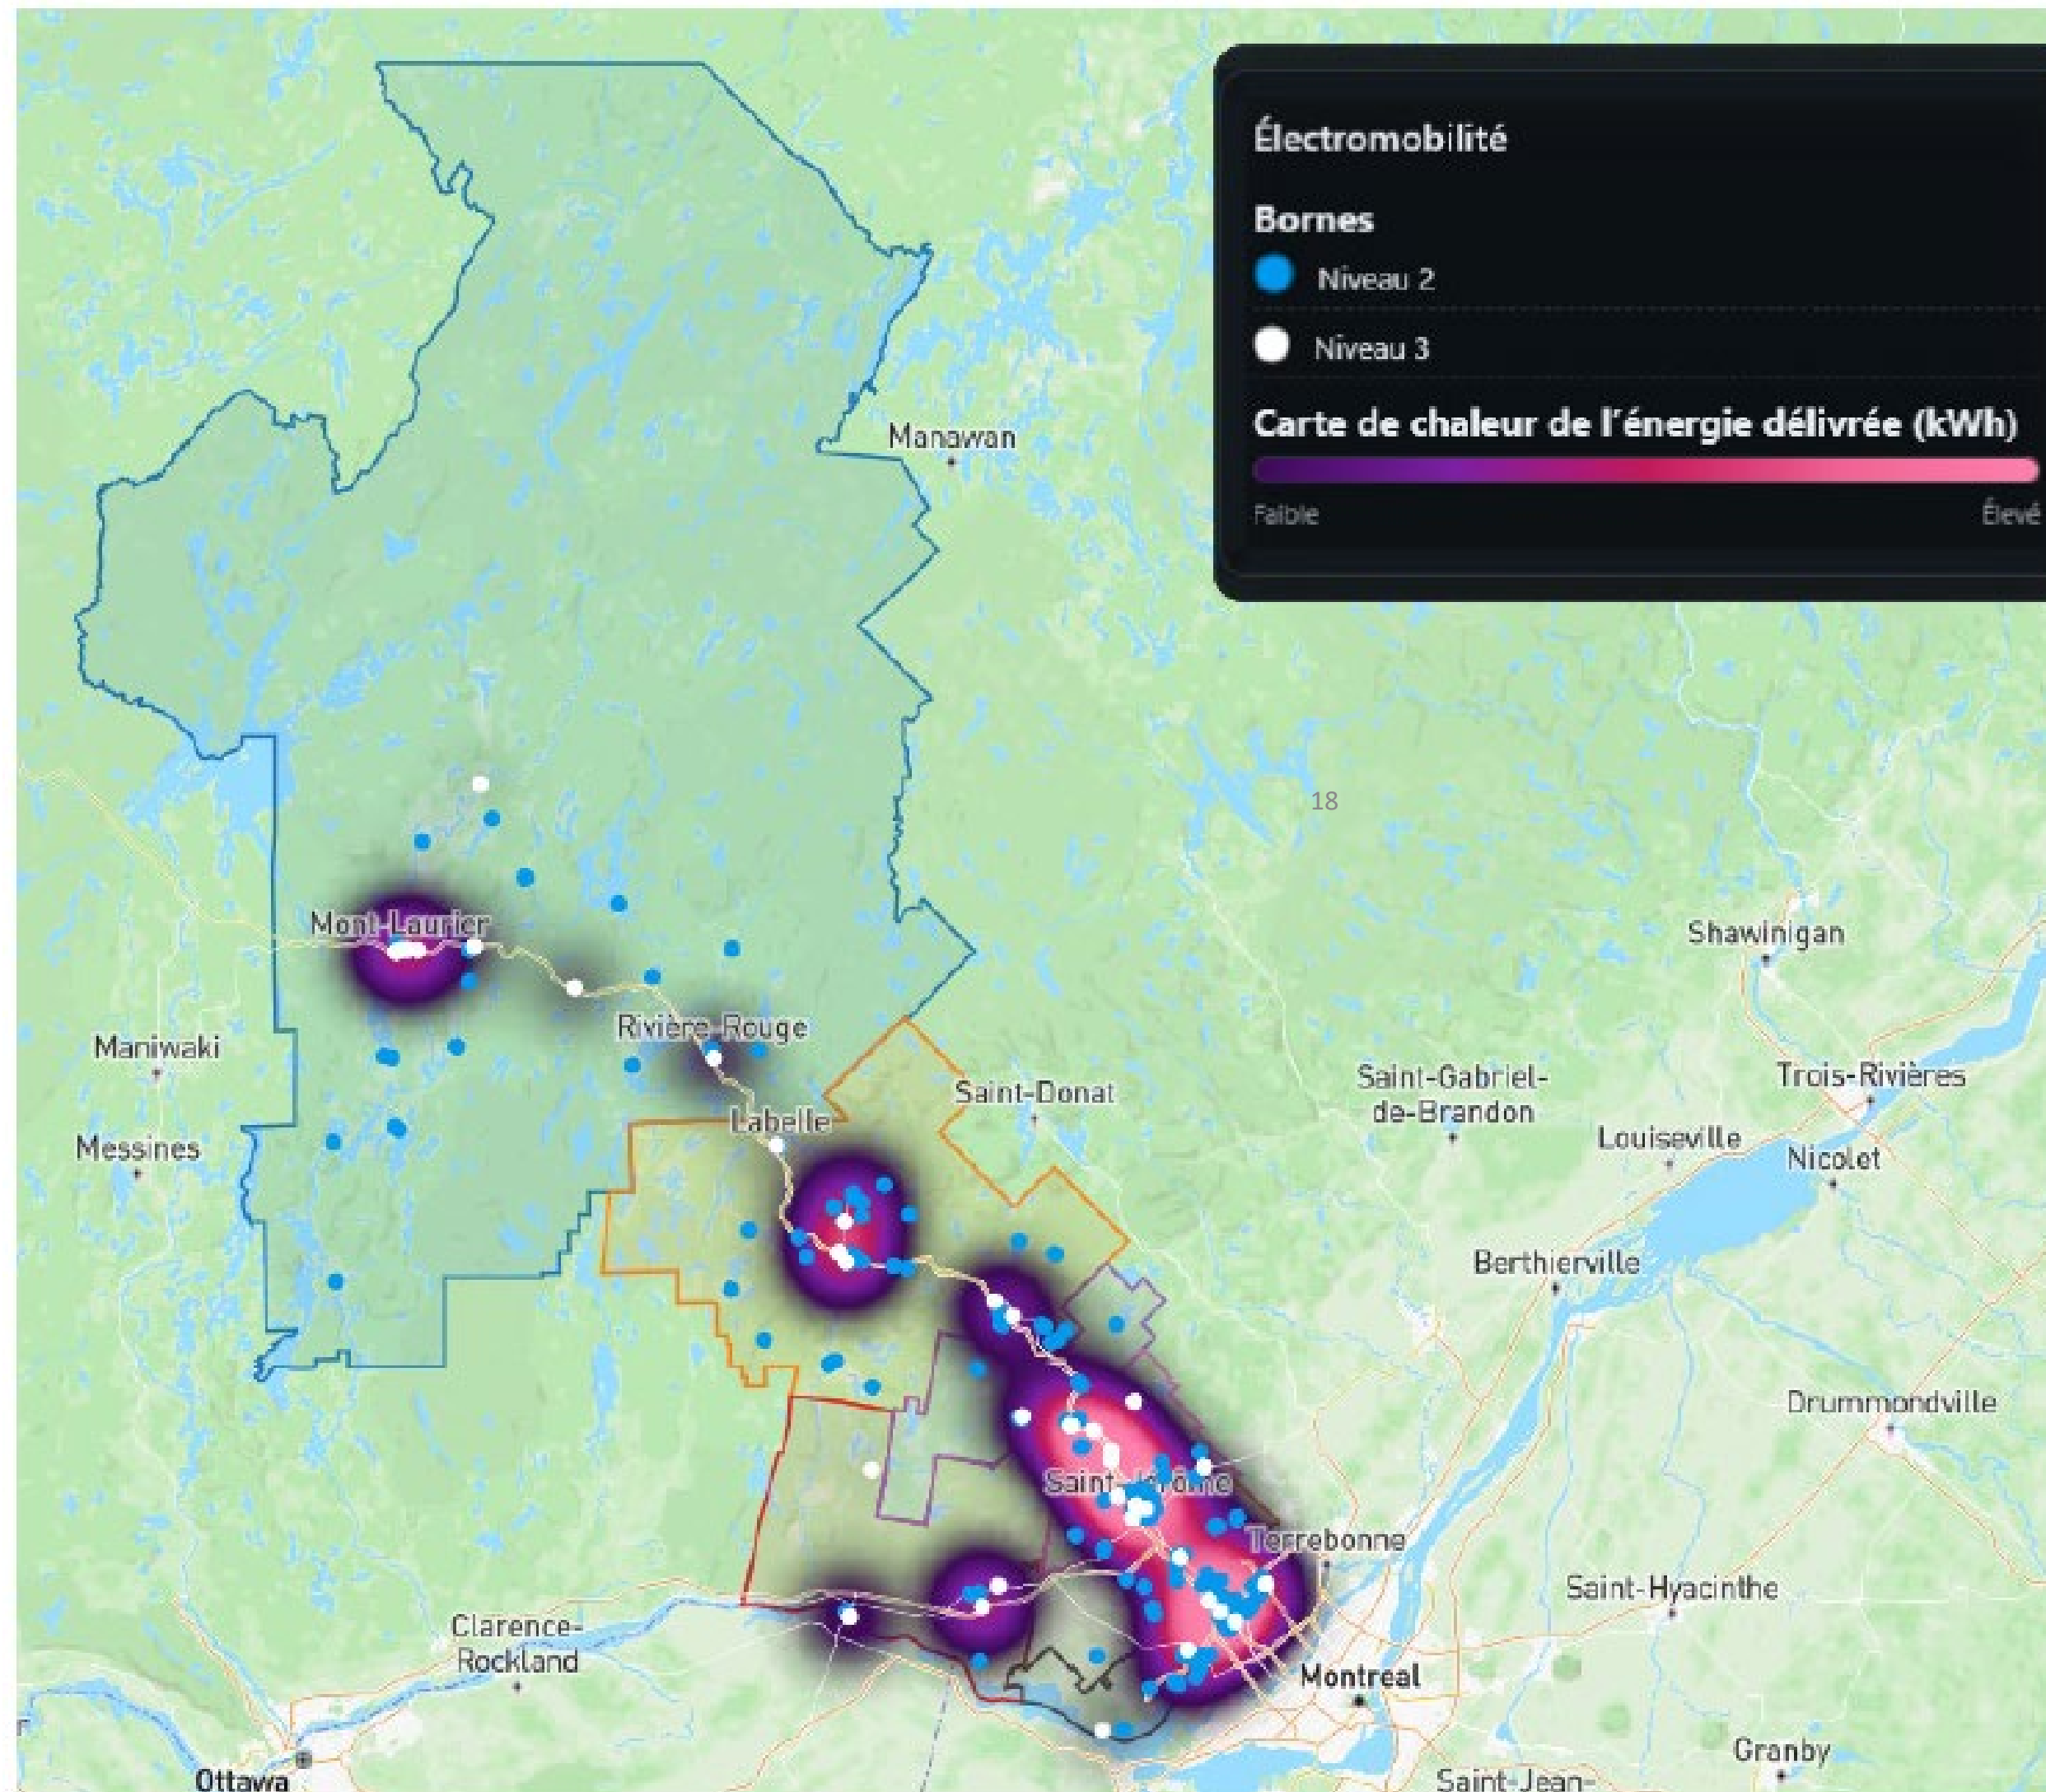 Électromobilité
Bornes
Niveau 2
Niveau 3
Carte de chaleur de l'énergie délivrée (kWh)
Faible
Élevé
Manawan
18
Mont-Laurier
Shawinigan
Rivière-Rouge
Maniwaki
Saint-Donat
Saint-Gabriel-
de-Brandon
Trois-Rivières
Labelle
Messines
Louiseville
Nicolet
Berthierville
Drummondville
Saint-Jérôme
Terrebonne
Saint-Hyacinthe
Clarence-
Rockland
Montreal
Granby
Ottawa
Saint-Jean-